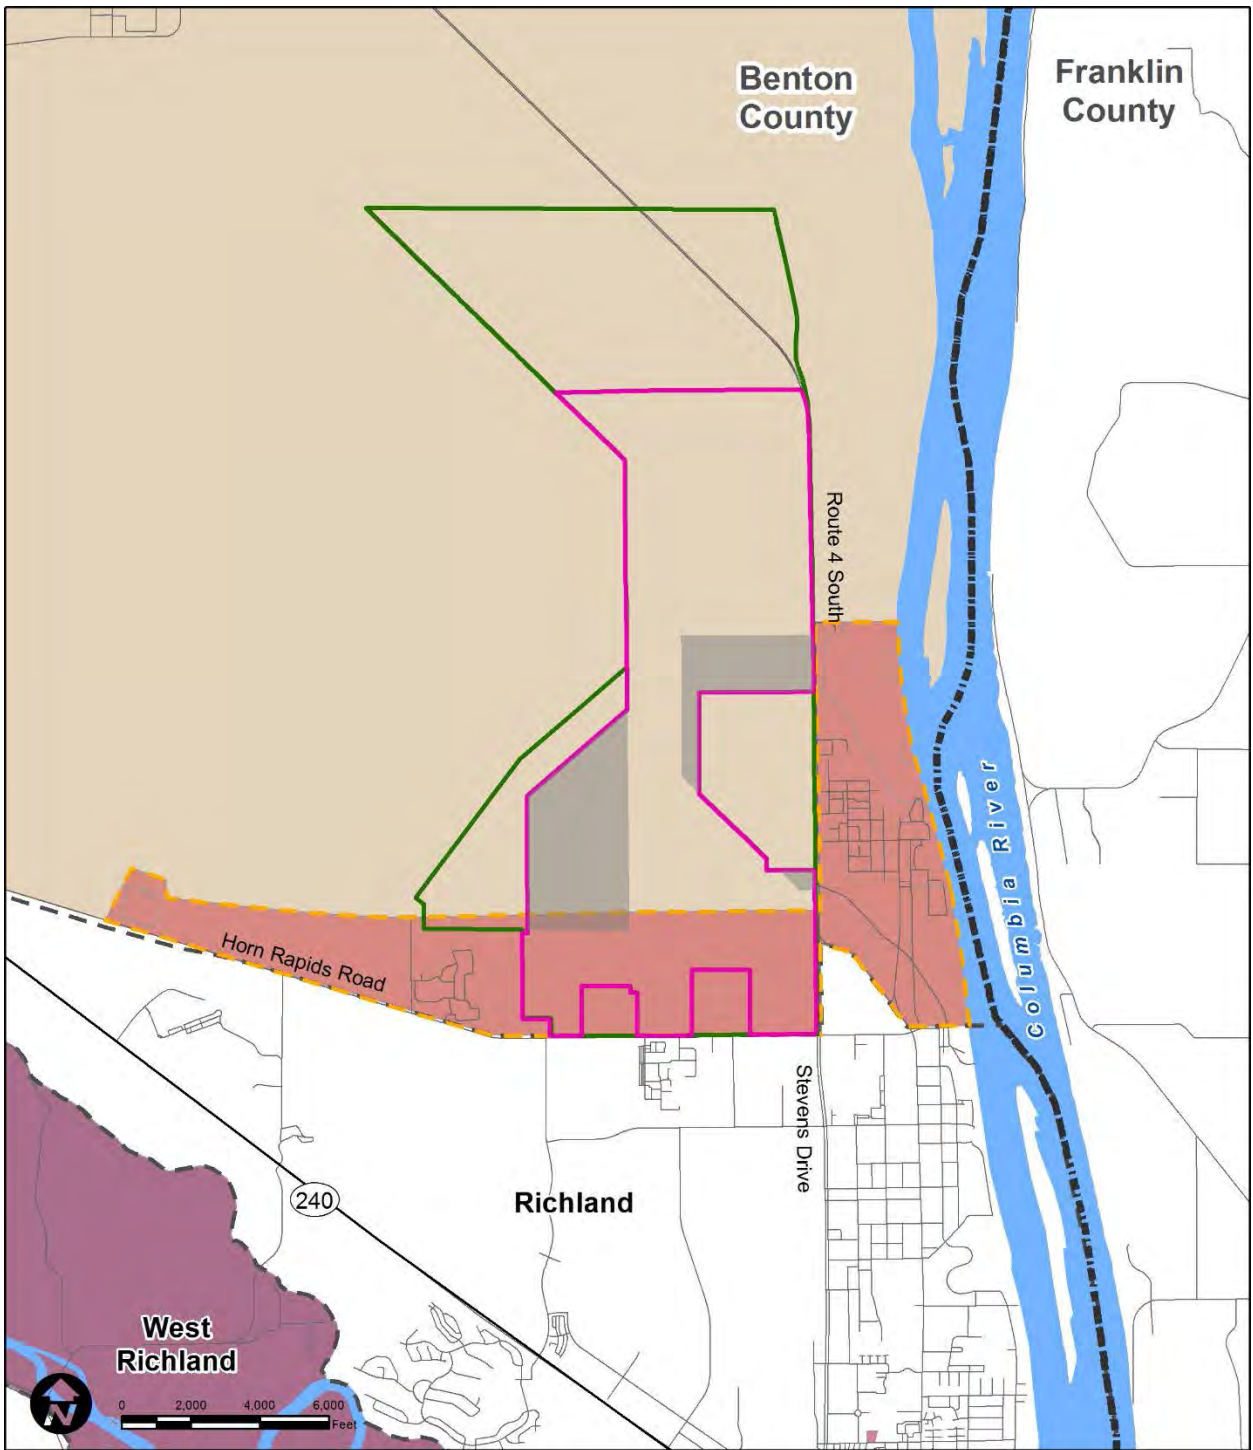 Benton
County
Franklin
County
Route 4 South
Columbia River
Horn Rapids Road
Stevens Drive
240
Richland
West
Richland
N
0 2,000 4,000 6,000
Feet